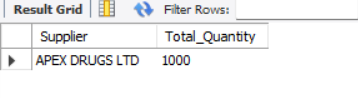 Result Grid Filter Rows:
Supplier Total_Quantity
APEX DRUGS LTD 1000